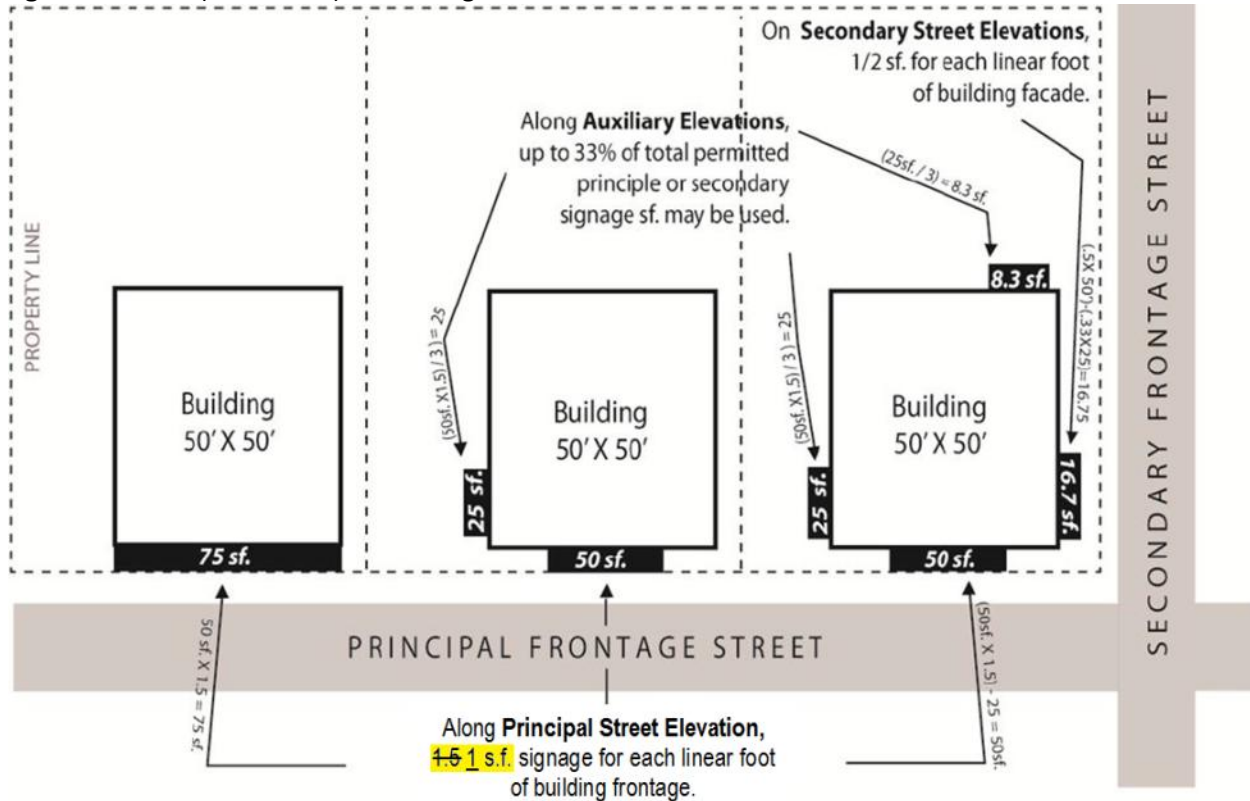 On Secondary Street Elevations,
1/2 sf. for each linear foot
of building facade.
Along Auxiliary Elevations,
up to 33% of total permitted
principle or secondary
signage sf. may be used.
(25sf. / 3) = 8.3 sf.
PROPERTY LINE
Building
50' X 50'
75 sf.
(50sf. X1.5) / 3 ) = 25
25 sf.
Building
50' X 50'
50 sf.
(50sf. X1.5) / 3 ) = 25
25 sf.
8.3 sf.
Building
50' X 50'
16.7 sf.
(.5X 50')-(.33X25)=16.75
50 sf.
SECONDARY FRONTAGE STREET
PRINCIPAL FRONTAGE STREET
50 sf. X 1.5 = 75 sf.
(50sf. X 1.5) - 25 = 50sf.
Along Principal Street Elevation,
1.5 1 s.f. signage for each linear foot
of building frontage.